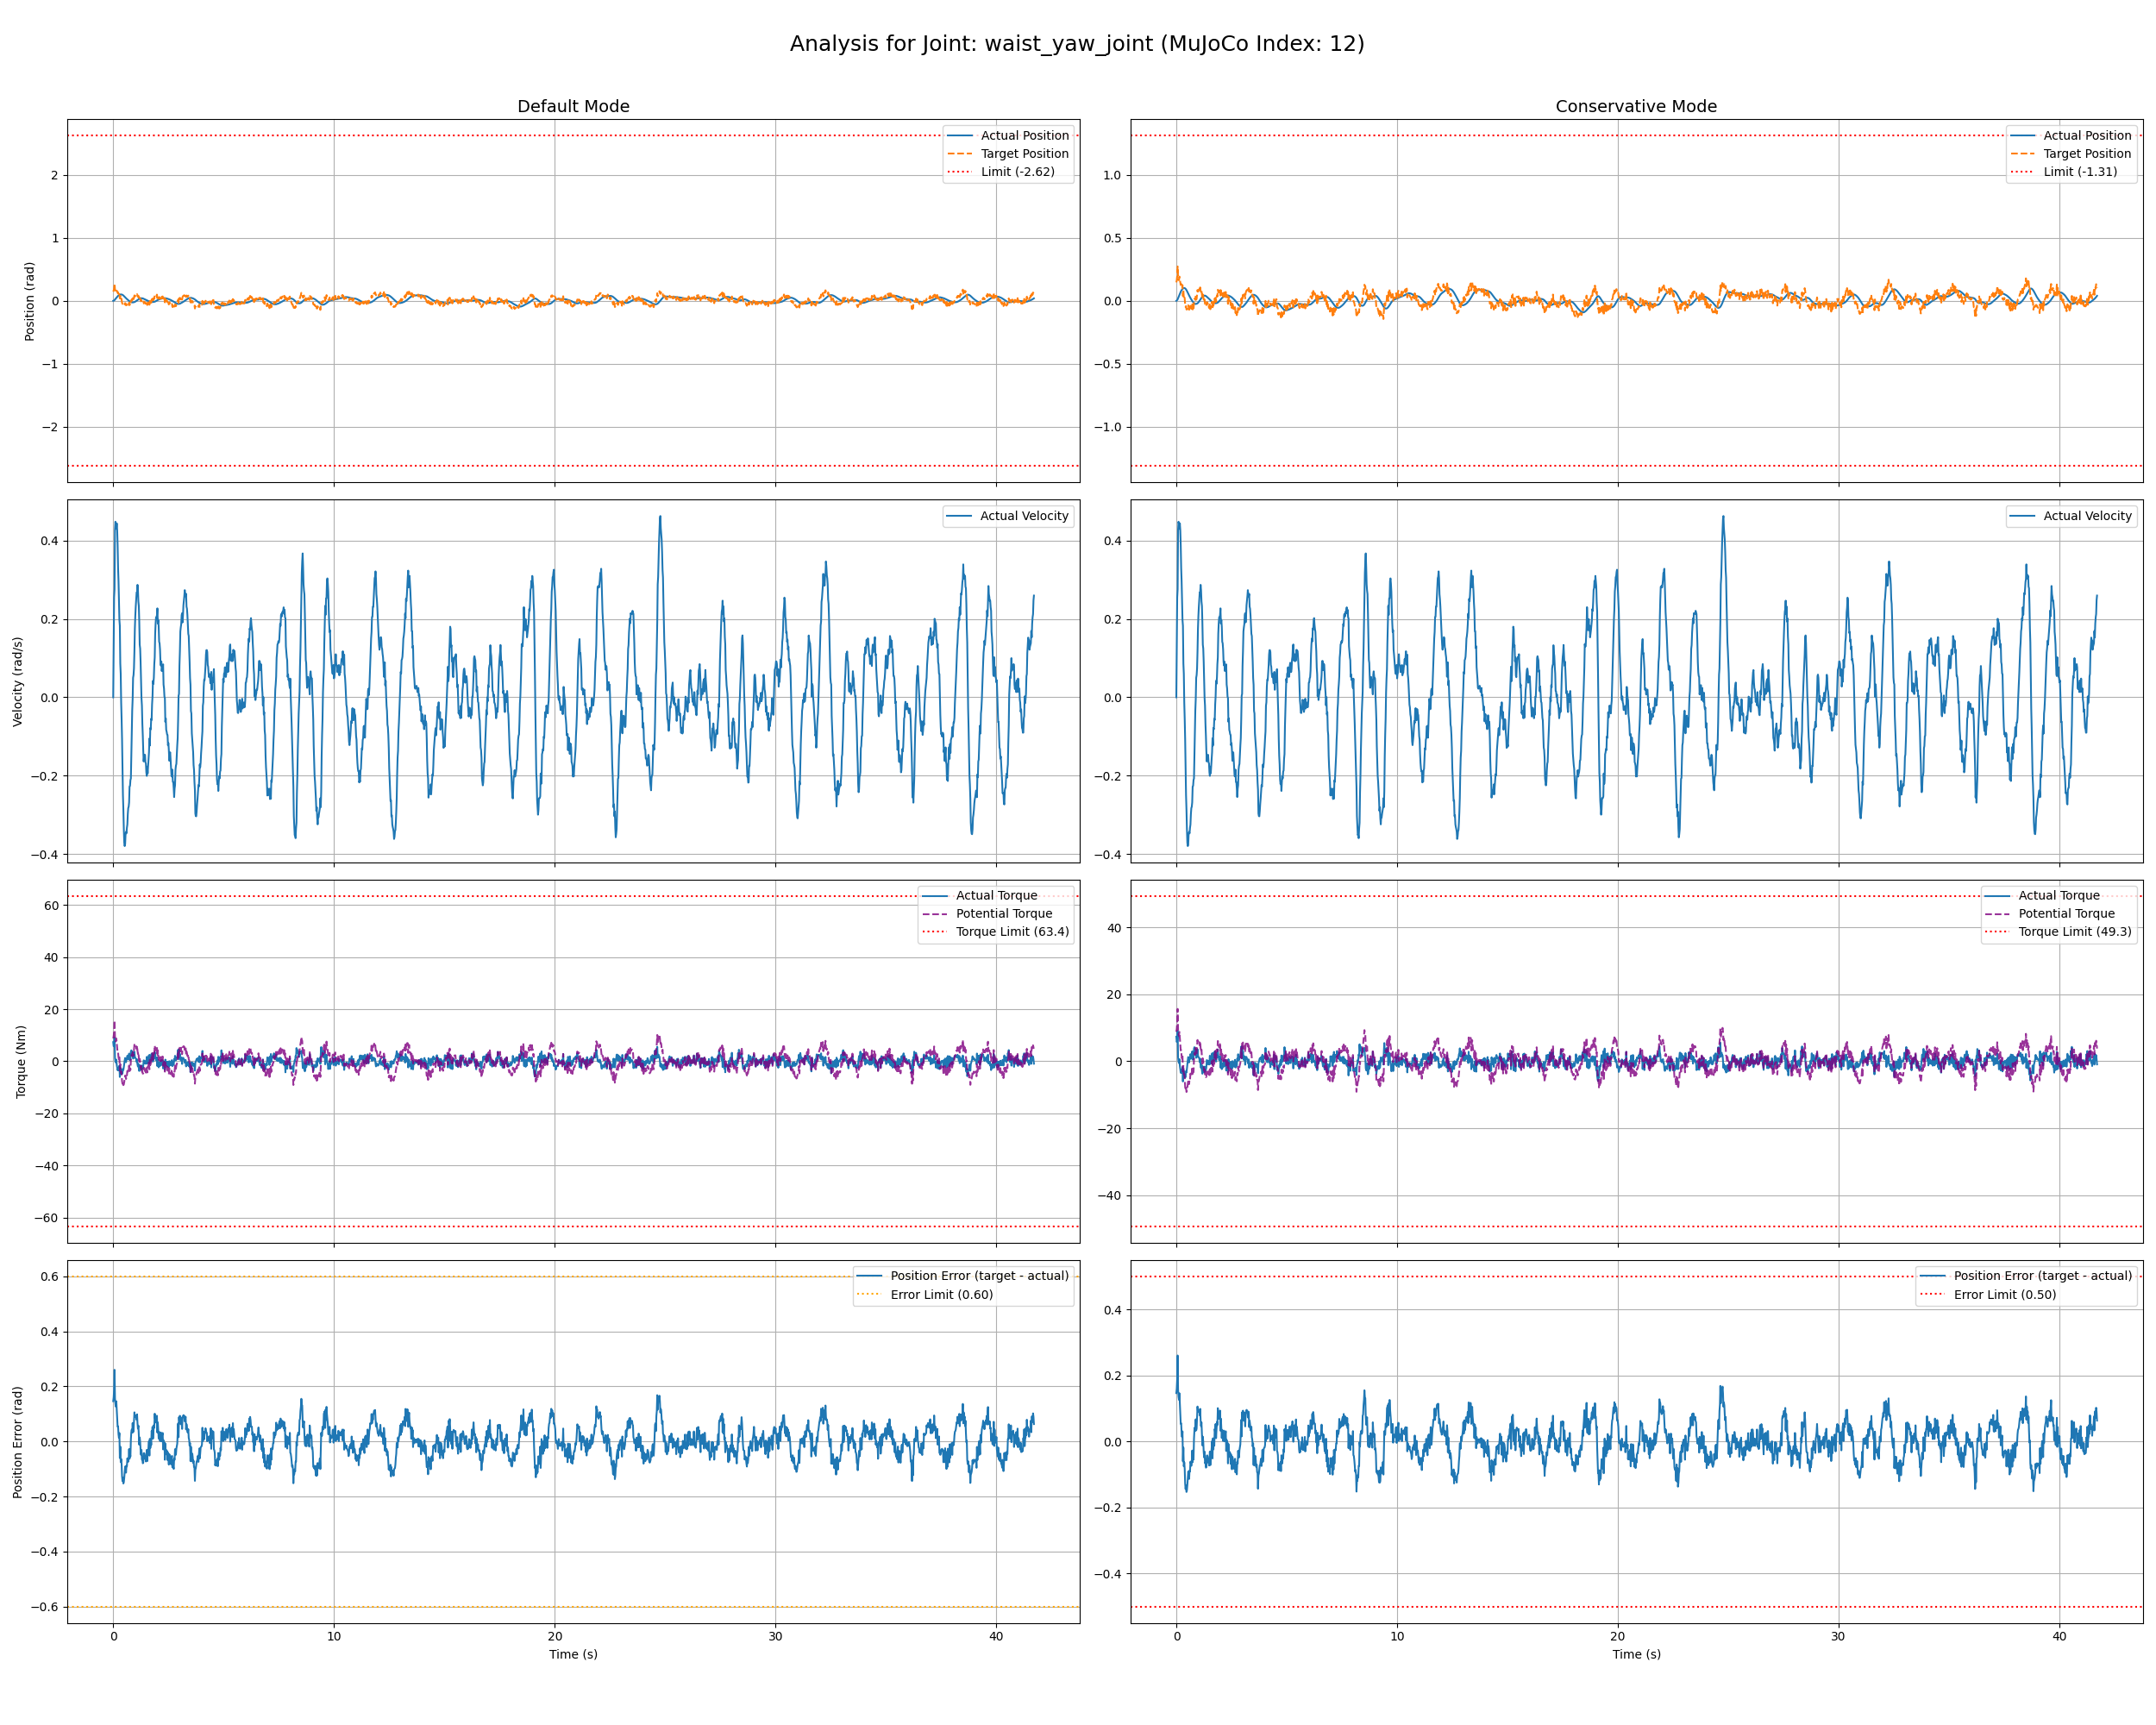 Analysis for Joint: waist_yaw_joint (MuJoCo Index: 12)
Default Mode
Position (rad)
2
1
0
−1
−2
Actual Position
Target Position
Limit (-2.62)
Conservative Mode
1.0
0.5
0.0
−0.5
−1.0
Actual Position
Target Position
Limit (-1.31)
Velocity (rad/s)
0.4
0.2
0.0
−0.2
−0.4
Actual Velocity
0.4
0.2
0.0
−0.2
−0.4
Actual Velocity
Torque (Nm)
60
40
20
0
−20
−40
−60
Actual Torque
Potential Torque
Torque Limit (63.4)
40
20
0
−20
−40
Actual Torque
Potential Torque
Torque Limit (49.3)
Position Error (rad)
0.6
0.4
0.2
0.0
−0.2
−0.4
−0.6
Position Error (target - actual)
Error Limit (0.60)
0 10 20 30 40
Time (s)
0.4
0.2
0.0
−0.2
−0.4
Position Error (target - actual)
Error Limit (0.50)
0 10 20 30 40
Time (s)